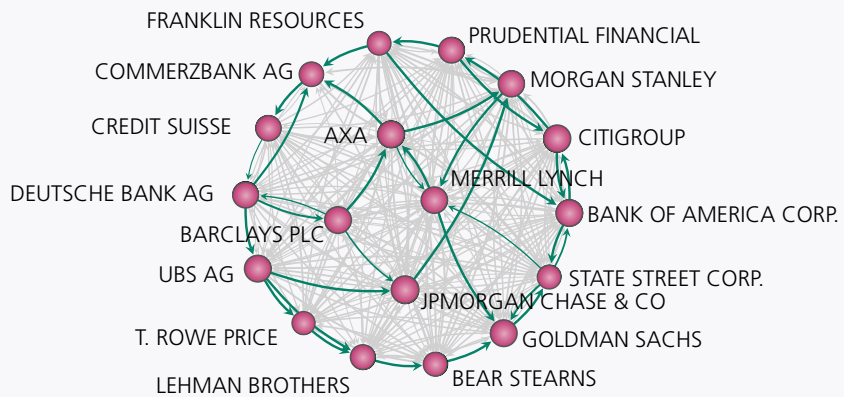 FRANKLIN RESOURCES
PRUDENTIAL FINANCIAL
COMMERZBANK AG
MORGAN STANLEY
CREDIT SUISSE
AXA
CITIGROUP
MERRILL LYNCH
DEUTSCHE BANK AG
BANK OF AMERICA CORP.
BARCLAYS PLC
UBS AG
STATE STREET CORP.
JPMORGAN CHASE & CO
T. ROWE PRICE
GOLDMAN SACHS
LEHMAN BROTHERS
BEAR STEARNS